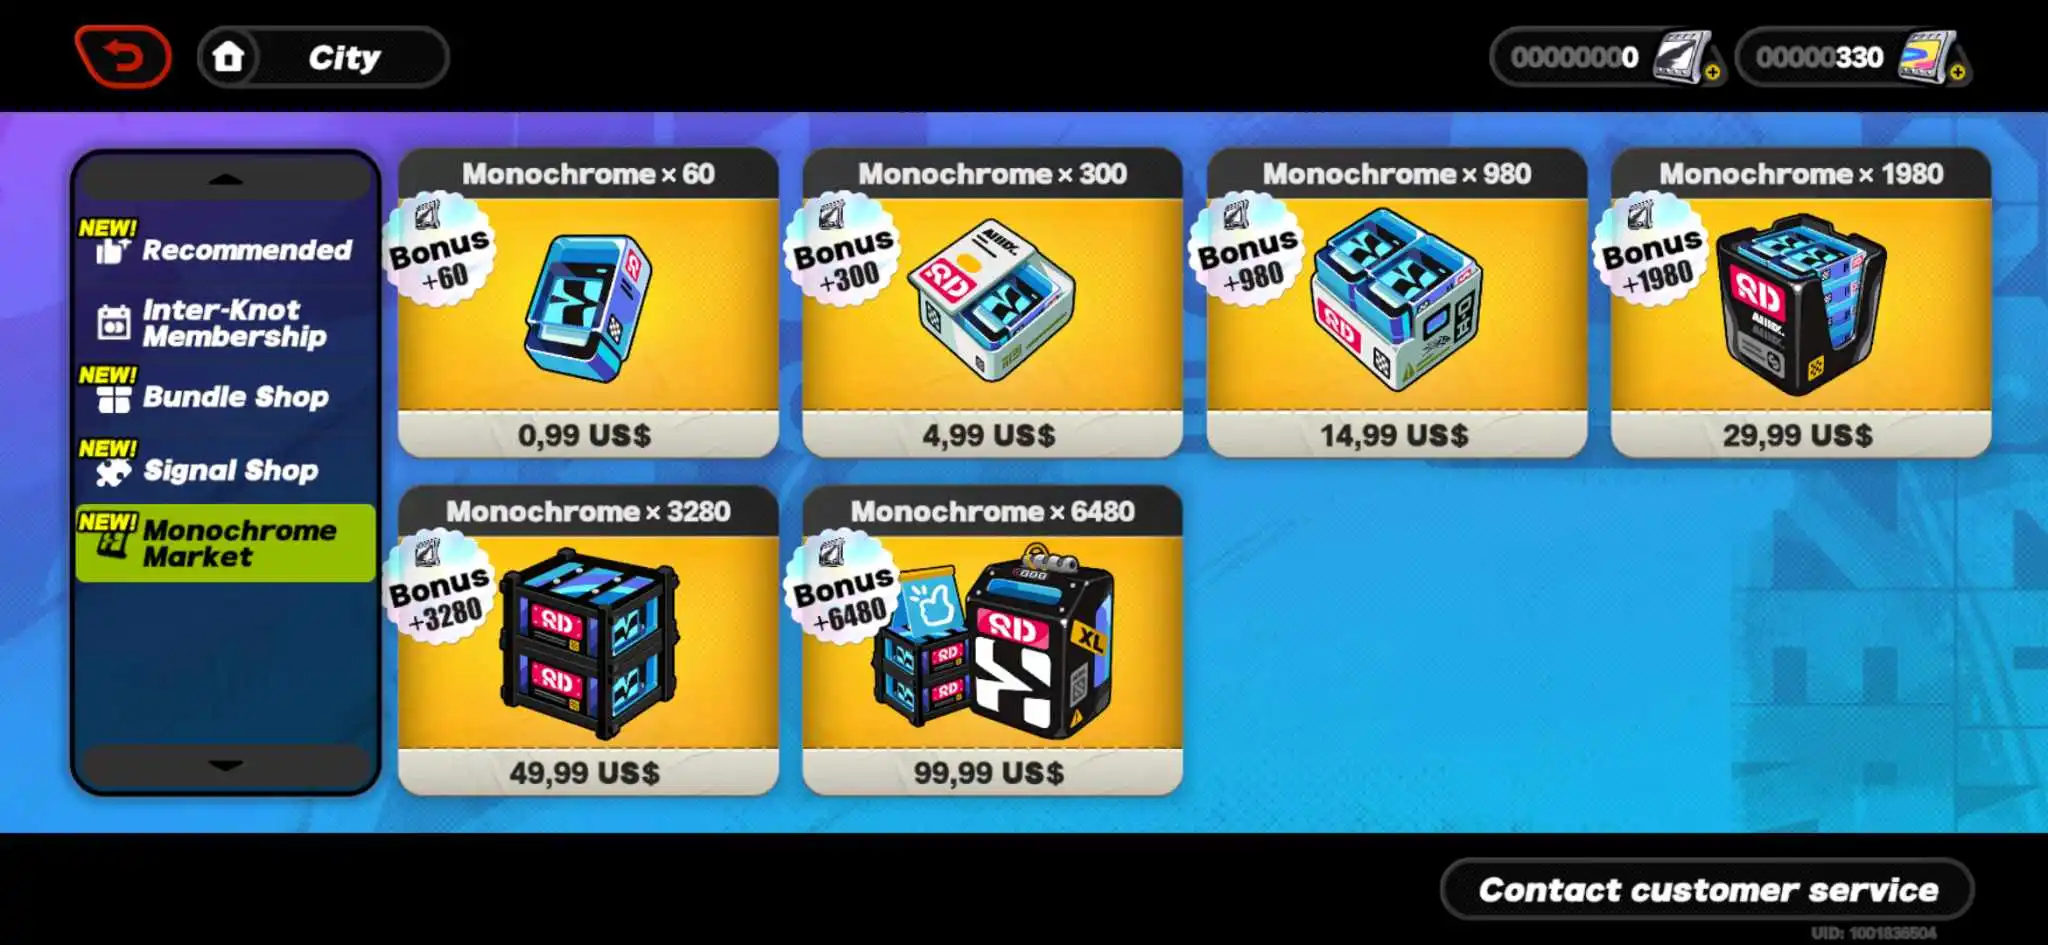 City
00000000
00000330
NEW!
Recommended
Inter-Knot
Membership
NEW!
Bundle Shop
NEW!
Signal Shop
NEW!
Monochrome
Market
Monochrome × 60
Bonus
+60
0,99 US$
Monochrome × 300
Bonus
+300
4,99 US$
Monochrome × 980
Bonus
+980
14,99 US$
Monochrome × 1980
Bonus
+1980
29,99 US$
Monochrome × 3280
Bonus
+3280
49,99 US$
Monochrome × 6480
Bonus
+6480
XL
99,99 US$
Contact customer service
UID: 1001836504